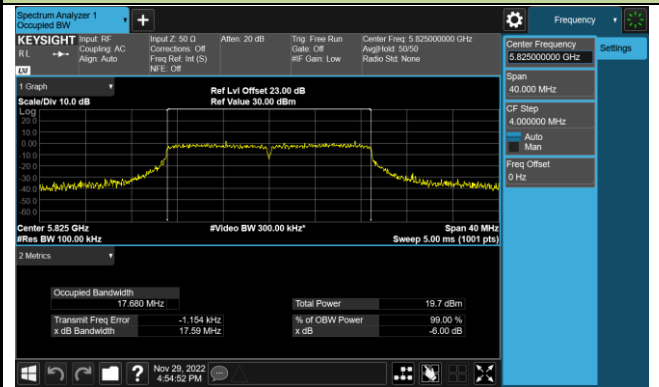 Spectrum Analyzer 1
Occupied BW
Frequency
KEYSIGHT
RL
LXI
Input: RF
Coupling: AC
Align: Auto
Input Z: 50 Ω
Corrections: Off
Freq Ref: Int (S)
NFE: Off
Atten: 20 dB
Trig: Free Run
Gate: Off
#IF Gain: Low
Center Freq: 5.825000000 GHz
Avg|Hold: 50/50
Radio Std: None
Center Frequency
5.825000000 GHz
Settings
Span
40.000 MHz
CF Step
4.000000 MHz
Auto
Man
Freq Offset
0 Hz
1 Graph
Scale/Div 10.0 dB
Ref Lvl Offset 23.00 dB
Ref Value 30.00 dBm
Log
20.0
10.0
0.00
-10.0
-20.0
-30.0
-40.0
-50.0
-60.0
Center 5.825 GHz
#Res BW 100.00 kHz
#Video BW 300.00 kHz*
Span 40 MHz
Sweep 5.00 ms (1001 pts)
2 Metrics
Occupied Bandwidth
17.680 MHz
Total Power 19.7 dBm
Transmit Freq Error -1.154 kHz
% of OBW Power 99.00 %
x dB Bandwidth 17.59 MHz
x dB -6.00 dB
?
Nov 29, 2022
4:54:52 PM